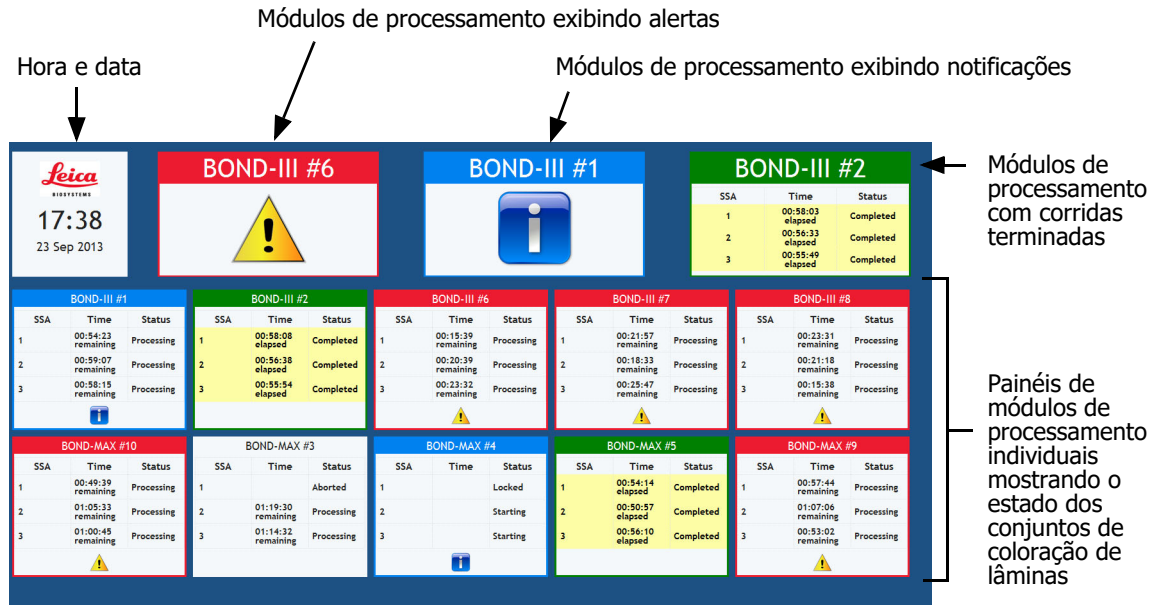 Módulos de processamento exibindo alertas
Hora e data
Módulos de processamento exibindo notificações
Leica
BIOSYSTEMS
17:38
23 Sep 2013
BOND-III #6
BOND-III #1
BOND-III #2
SSA Time Status
1 00:58:03 elapsed Completed
2 00:56:33 elapsed Completed
3 00:55:49 elapsed Completed
Módulos de
processamento
com corridas
terminadas
BOND-III #1
SSA Time Status
1 00:54:23 remaining Processing
2 00:59:07 remaining Processing
3 00:58:15 remaining Processing
BOND-III #2
SSA Time Status
1 00:58:08 elapsed Completed
2 00:56:38 elapsed Completed
3 00:55:54 elapsed Completed
BOND-III #6
SSA Time Status
1 00:15:39 remaining Processing
2 00:20:39 remaining Processing
3 00:23:32 remaining Processing
BOND-III #7
SSA Time Status
1 00:21:57 remaining Processing
2 00:18:33 remaining Processing
3 00:25:47 remaining Processing
BOND-III #8
SSA Time Status
1 00:23:31 remaining Processing
2 00:21:18 remaining Processing
3 00:15:38 remaining Processing
BOND-MAX #10
SSA Time Status
1 00:49:39 remaining Processing
2 01:05:33 remaining Processing
3 01:00:45 remaining Processing
BOND-MAX #3
SSA Time Status
1 Aborted
2 01:19:30 remaining Processing
3 01:14:32 remaining Processing
BOND-MAX #4
SSA Time Status
1 Locked
2 Starting
3 Starting
BOND-MAX #5
SSA Time Status
1 00:54:14 elapsed Completed
2 00:50:57 elapsed Completed
3 00:56:10 elapsed Completed
BOND-MAX #9
SSA Time Status
1 00:57:44 remaining Processing
2 01:07:06 remaining Processing
3 00:53:02 remaining Processing
Painéis de
módulos de
processamento
individuais
mostrando o
estado dos
conjuntos de
coloração de
lâminas